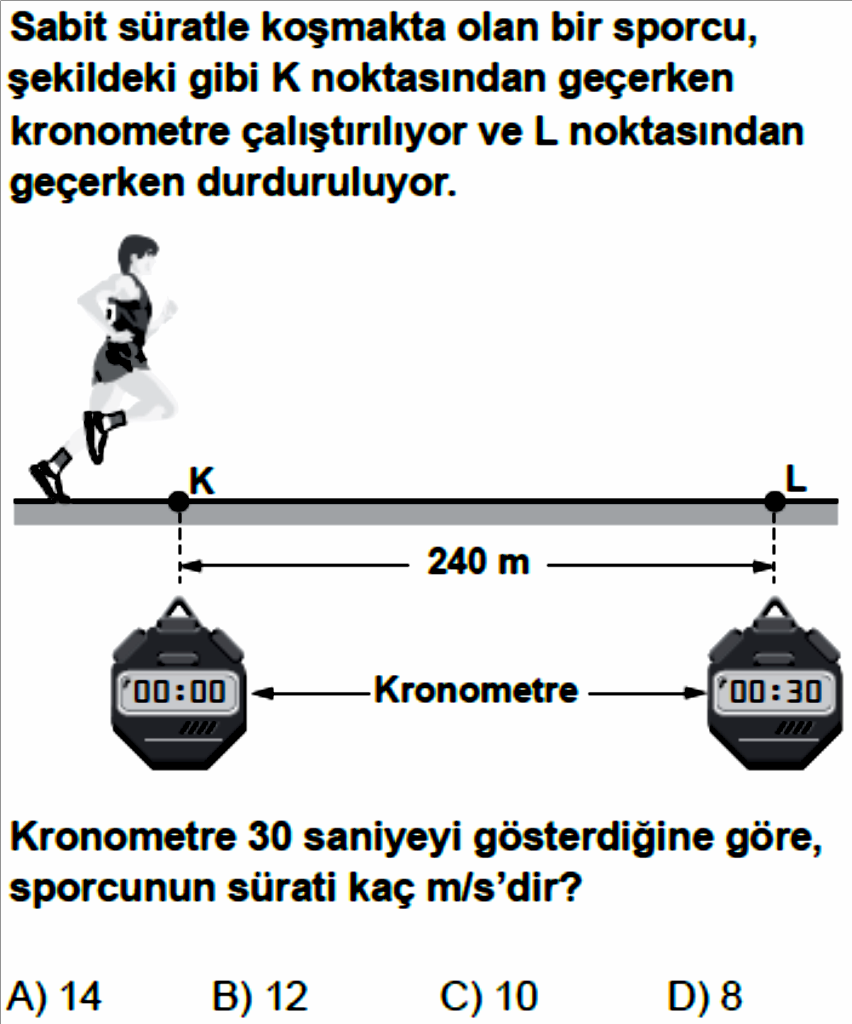 Sabit süratle koşmakta olan bir sporcu,
şekildeki gibi K noktasından geçerken
kronometre çalıştırılıyor ve L noktasından
geçerken durduruluyor.
K
L
240 m
00:00
Kronometre
00:30
Kronometre 30 saniyeyi gösterdiğine göre,
sporcunun sürati kaç m/s’dir?
A) 14 B) 12 C) 10 D) 8